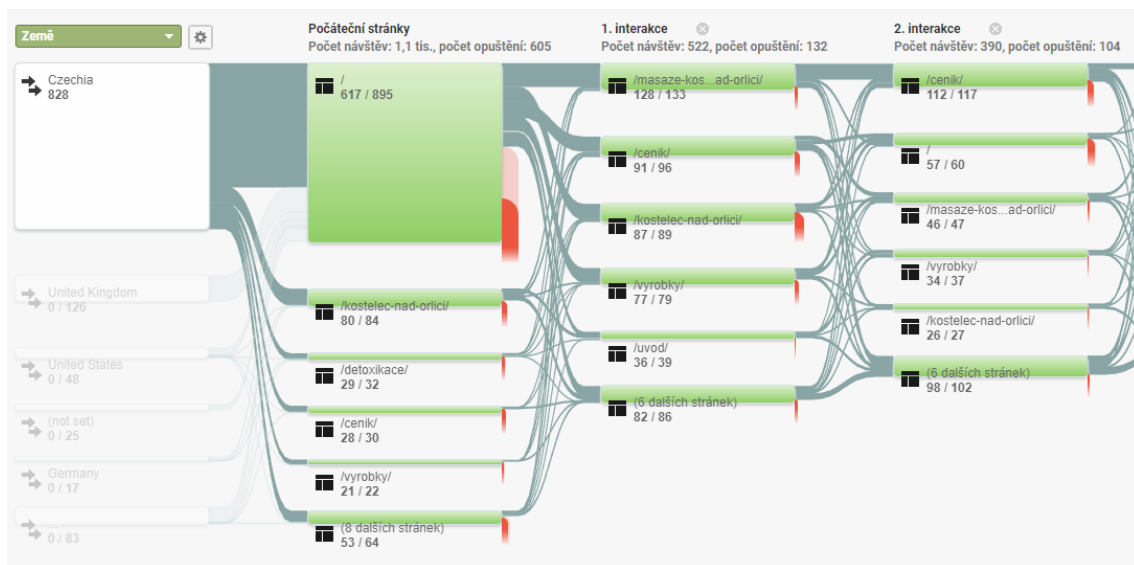 Země
Počáteční stránky
Počet návštěv: 1,1 tis., počet opuštění: 605
1. interakce
Počet návštěv: 522, počet opuštění: 132
2. interakce
Počet návštěv: 390, počet opuštění: 104
Czechia
828
United Kingdom
0 / 126
United States
0 / 48
(not set)
0 / 25
Germany
0 / 17
0 / 83
/
617 / 895
/kostelec-nad-orlici/
80 / 84
/detoxikace/
29 / 32
/cenik/
28 / 30
/vyrobky/
21 / 22
(8 dalších stránek)
53 / 64
/masaze-kos...ad-orlici/
128 / 133
/cenik/
91 / 96
/kostelec-nad-orlici/
87 / 89
/vyrobky/
77 / 79
/uvod/
36 / 39
(6 dalších stránek)
82 / 86
/cenik/
112 / 117
/
57 / 60
/masaze-kos...ad-orlici/
46 / 47
/vyrobky/
34 / 37
/kostelec-nad-orlici/
26 / 27
(6 dalších stránek)
98 / 102